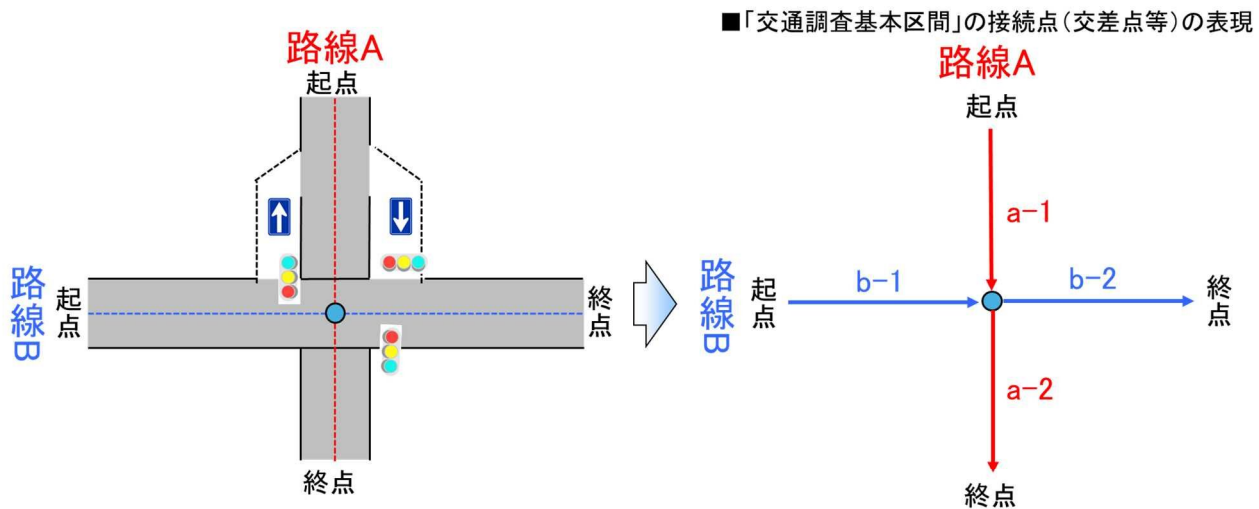 ■「交通調査基本区間」の接続点(交差点等)の表現
路線A
起点
路線B
起点
終点
終点
路線A
起点
a-1
路線B
起点
b-1
b-2
終点
a-2
終点